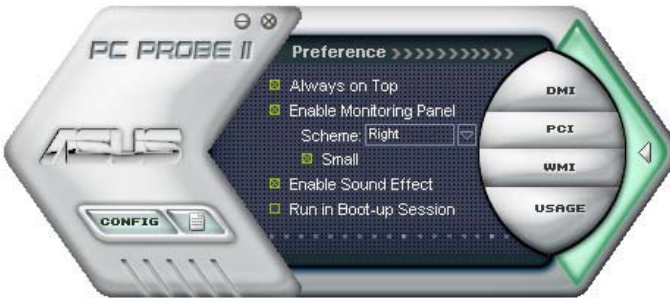 PC PROBE II
ASUS
CONFIG
Preference
Always on Top
Enable Monitoring Panel
Scheme: Right
Small
Enable Sound Effect
Run in Boot-up Session
DMI
PCI
WMI
USAGE